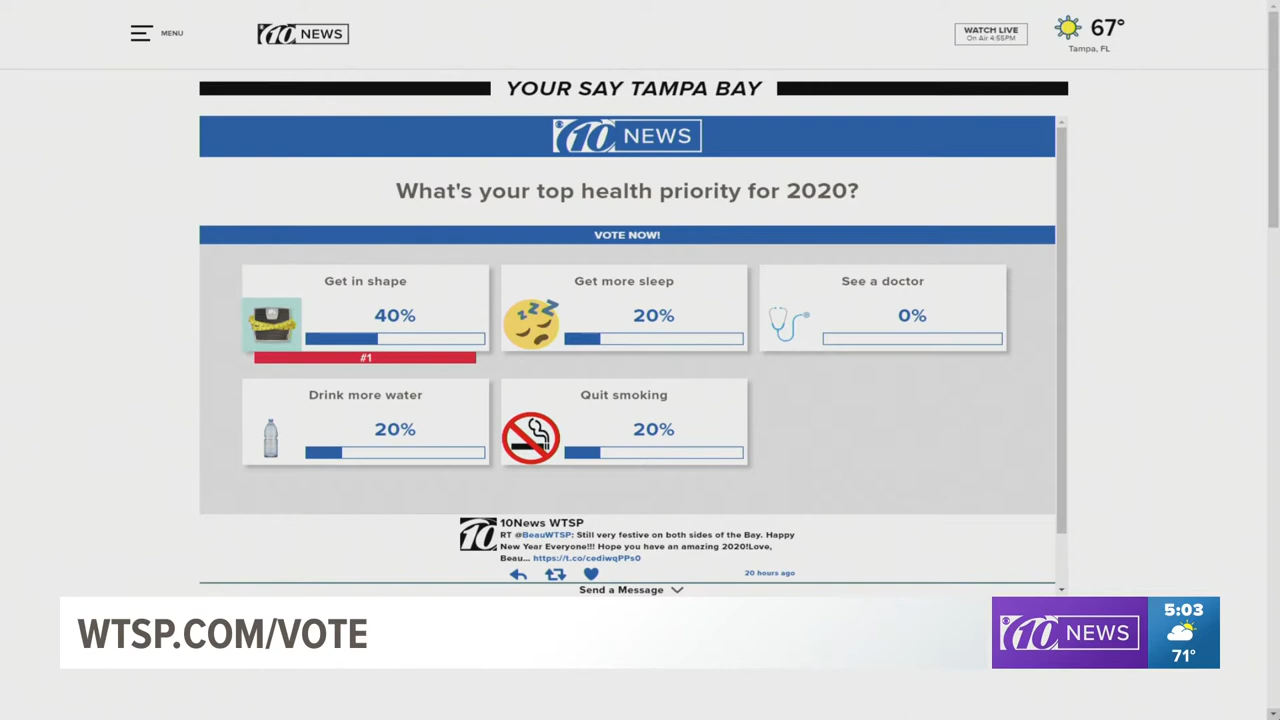 MENU
10 NEWS
WATCH LIVE
On Air 4:55PM
67°
Tampa, FL
YOUR SAY TAMPA BAY
10 NEWS
What's your top health priority for 2020?
VOTE NOW!
Get in shape
40%
#1
Get more sleep
ZZZ
20%
See a doctor
0%
Drink more water
20%
Quit smoking
20%
10
10News WTSP
RT @BeauWTSP: Still very festive on both sides of the Bay. Happy
New Year Everyone!!! Hope you have an amazing 2020!Love,
Beau... https://t.co/cediwqPPs0
20 hours ago
Send a Message
WTSP.COM/VOTE
10 NEWS
5:03
71°